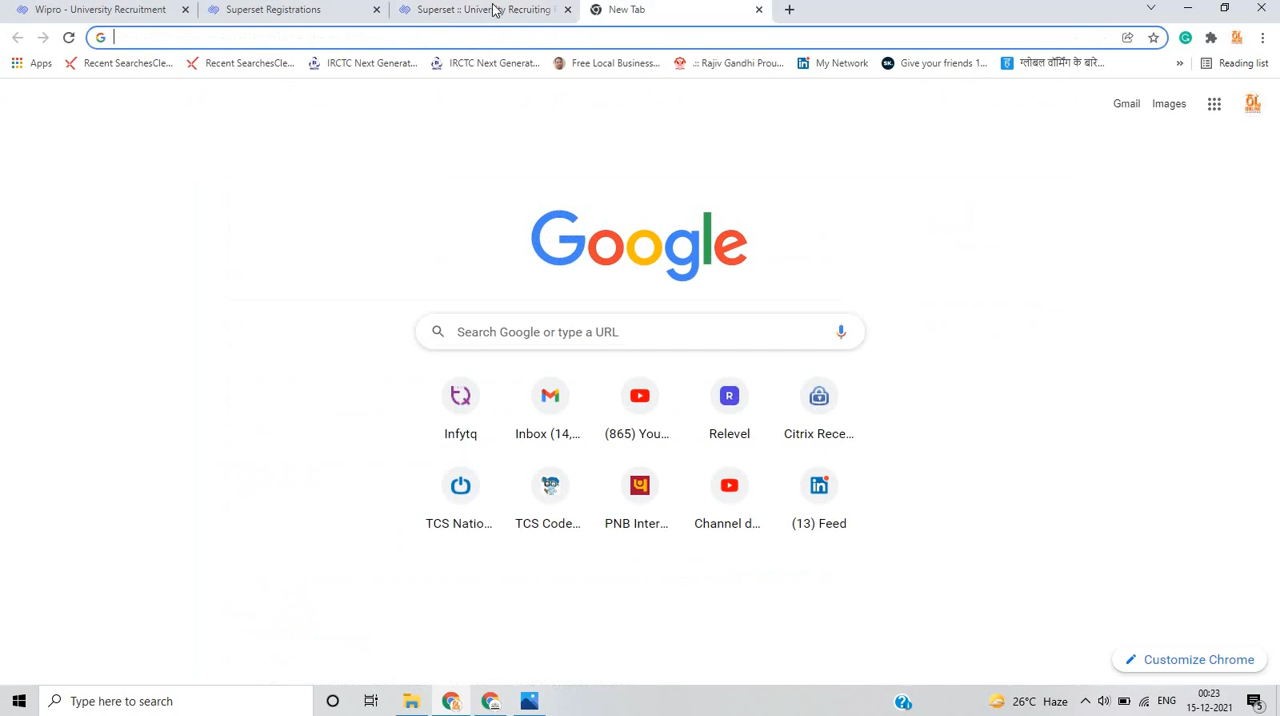 Wipro - University Recruitment
Superset Registrations
Superset :: University Recruiting
New Tab
Apps
Recent SearchesCle...
Recent SearchesCle...
IRCTC Next Generat...
IRCTC Next Generat...
Free Local Business...
.:: Rajiv Gandhi Prou...
My Network
Give your friends 1...
ग्लोबल वॉर्मिंग के बारे...
»
Reading list
Gmail
Images
Google
Search Google or type a URL
Infytq
Inbox (14,...
(865) You...
Relevel
Citrix Rece...
TCS Natio...
TCS Code...
PNB Inter...
Channel d...
(13) Feed
Customize Chrome
Type here to search
26°C Haze
ENG
00:23
15-12-2021
5